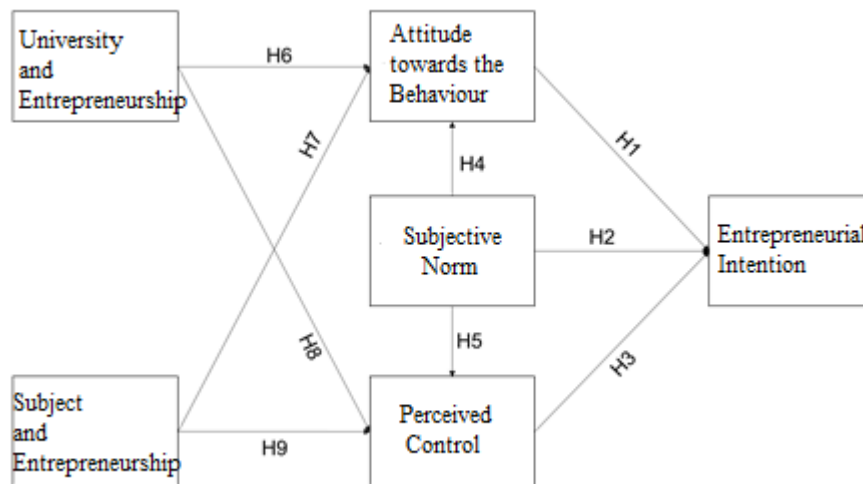 University
and
Entrepreneurship
H6
Attitude
towards the
Behaviour
H7
H1
H4
Subjective
Norm
H2
Entrepreneurial
Intention
H8
H5
H3
Subject
and
Entrepreneurship
H9
Perceived
Control